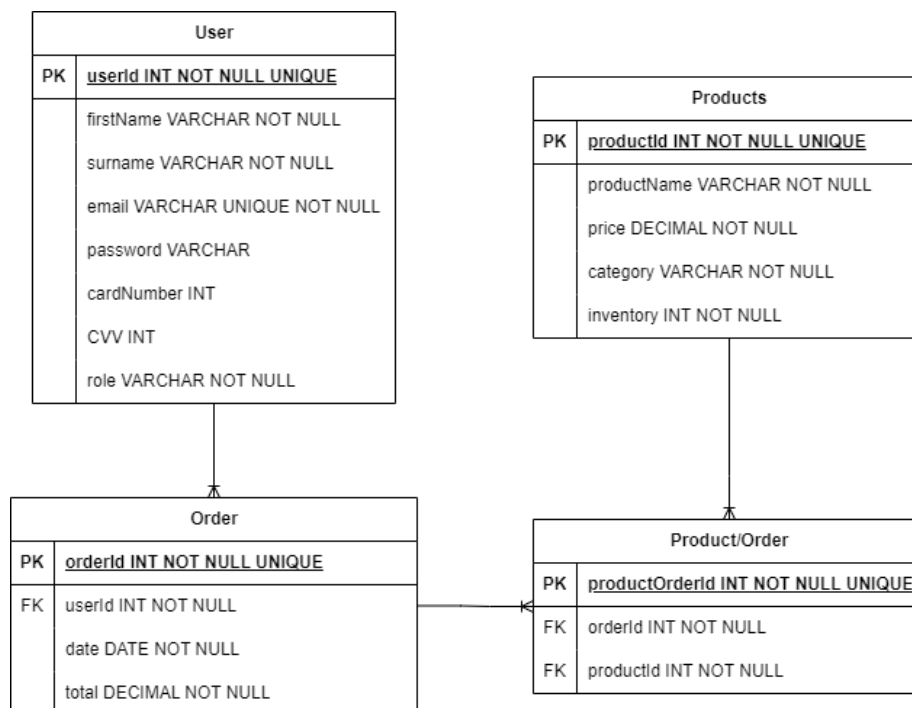 User
PK userId INT NOT NULL UNIQUE
firstName VARCHAR NOT NULL
surname VARCHAR NOT NULL
email VARCHAR UNIQUE NOT NULL
password VARCHAR
cardNumber INT
CVV INT
role VARCHAR NOT NULL
Products
PK productId INT NOT NULL UNIQUE
productName VARCHAR NOT NULL
price DECIMAL NOT NULL
category VARCHAR NOT NULL
inventory INT NOT NULL
Order
PK orderId INT NOT NULL UNIQUE
FK userId INT NOT NULL
date DATE NOT NULL
total DECIMAL NOT NULL
Product/Order
PK productOrderId INT NOT NULL UNIQUE
FK orderId INT NOT NULL
FK productId INT NOT NULL